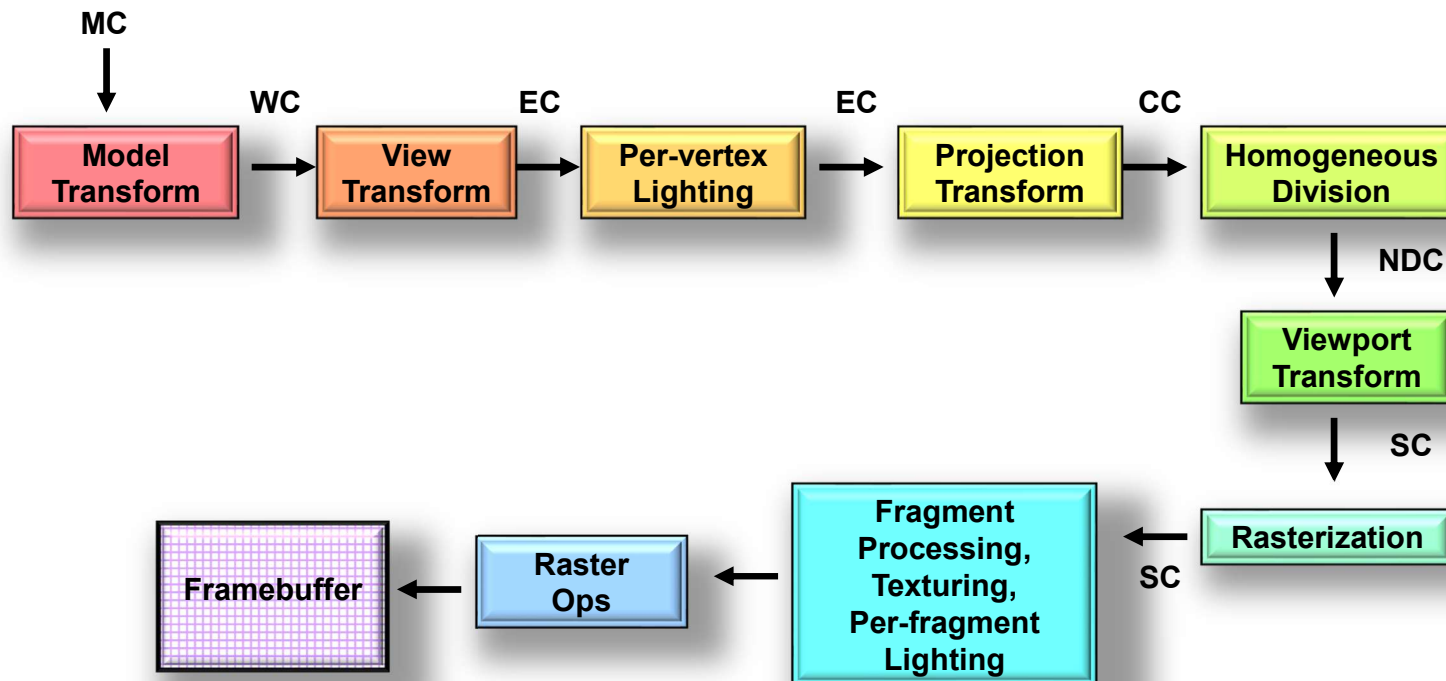 MC
WC
EC
EC
CC
Model
Transform
View
Transform
Per-vertex
Lighting
Projection
Transform
Homogeneous
Division
NDC
Viewport
Transform
SC
Rasterization
SC
Fragment
Processing,
Texturing,
Per-fragment
Lighting
Raster
Ops
Framebuffer